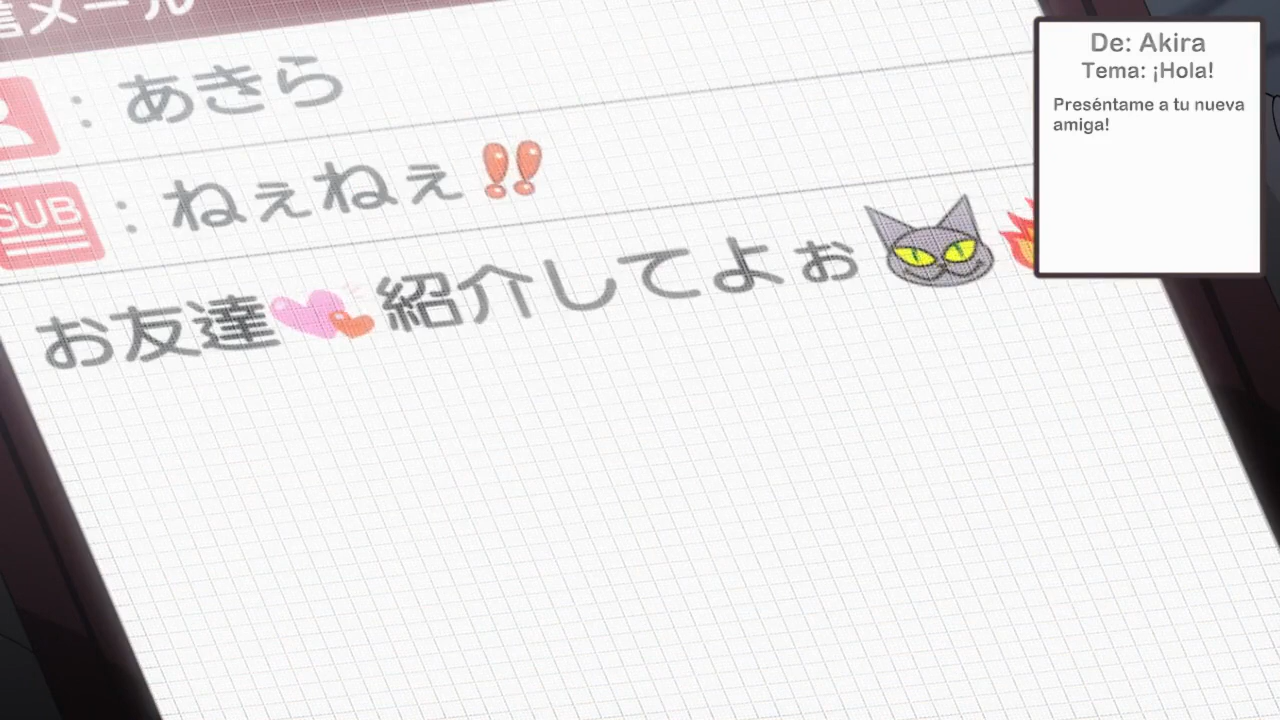 信メール
: あきら
SUB : ねぇねぇ‼
お友達💕紹介してよぉ
De: Akira
Tema: ¡Hola!
Preséntame a tu nueva
amiga!